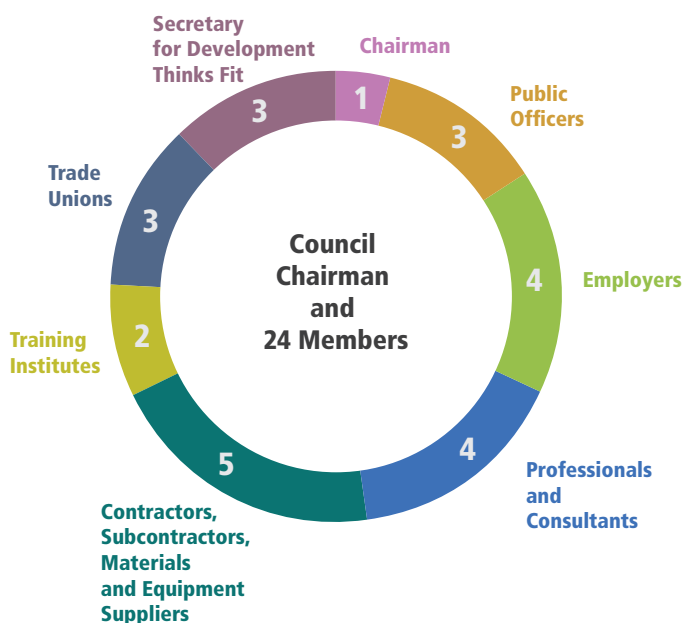 Secretary
for Development
Thinks Fit
3
Chairman
1
Public
Officers
3
Employers
4
Professionals
and
Consultants
4
Contractors,
Subcontractors,
Materials
and Equipment
Suppliers
5
Training
Institutes
2
Trade
Unions
3
Council
Chairman
and
24 Members